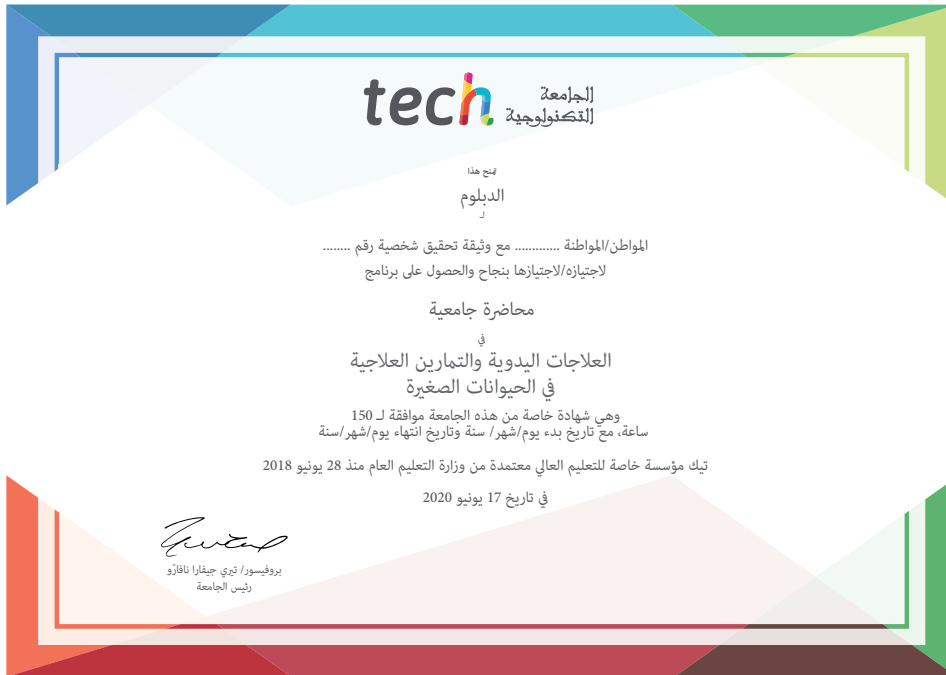 tech الجامعة
التكنولوجية
يمنح هذا
الدبلوم
لـ
المواطن/المواطنة ............ مع وثيقة تحقيق شخصية رقم ........
لاجتيازه/لاجتيازها بنجاح والحصول على برنامج
محاضرة جامعية
في
العلاجات اليدوية والتمارين العلاجية
في الحيوانات الصغيرة
وهي شهادة خاصة من هذه الجامعة موافقة لـ 150
ساعة، مع تاريخ بدء يوم/شهر/ سنة وتاريخ انتهاء يوم/شهر/سنة
تيك مؤسسة خاصة للتعليم العالي معتمدة من وزارة التعليم العام منذ 28 يونيو 2018
في تاريخ 17 يونيو 2020
بروفيسور/ تيري جيفارا نافارو
رئيس الجامعة